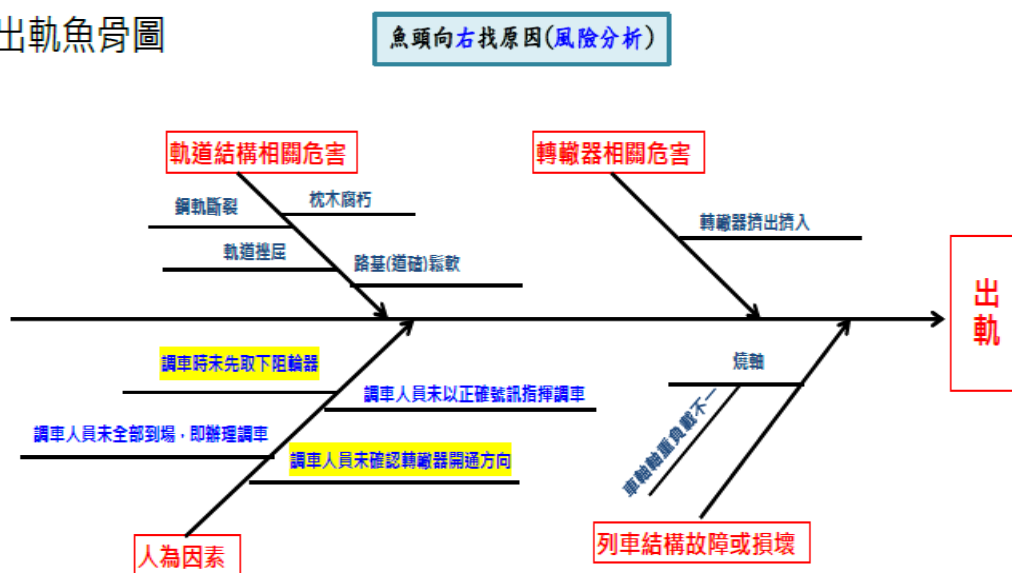 出軌魚骨圖
魚頭向右找原因(風險分析)
軌道結構相關危害
轉轍器相關危害
鋼軌斷裂
枕木腐朽
軌道挫屈
路基(道碴)鬆軟
轉轍器擠出擠入
出軌
調車時未先取下阻輪器
調車人員未以正確號訊指揮調車
調車人員未全部到場，即辦理調車
調車人員未確認轉轍器開通方向
燒軸
車軸軸重負載不一
人為因素
列車結構故障或損壞